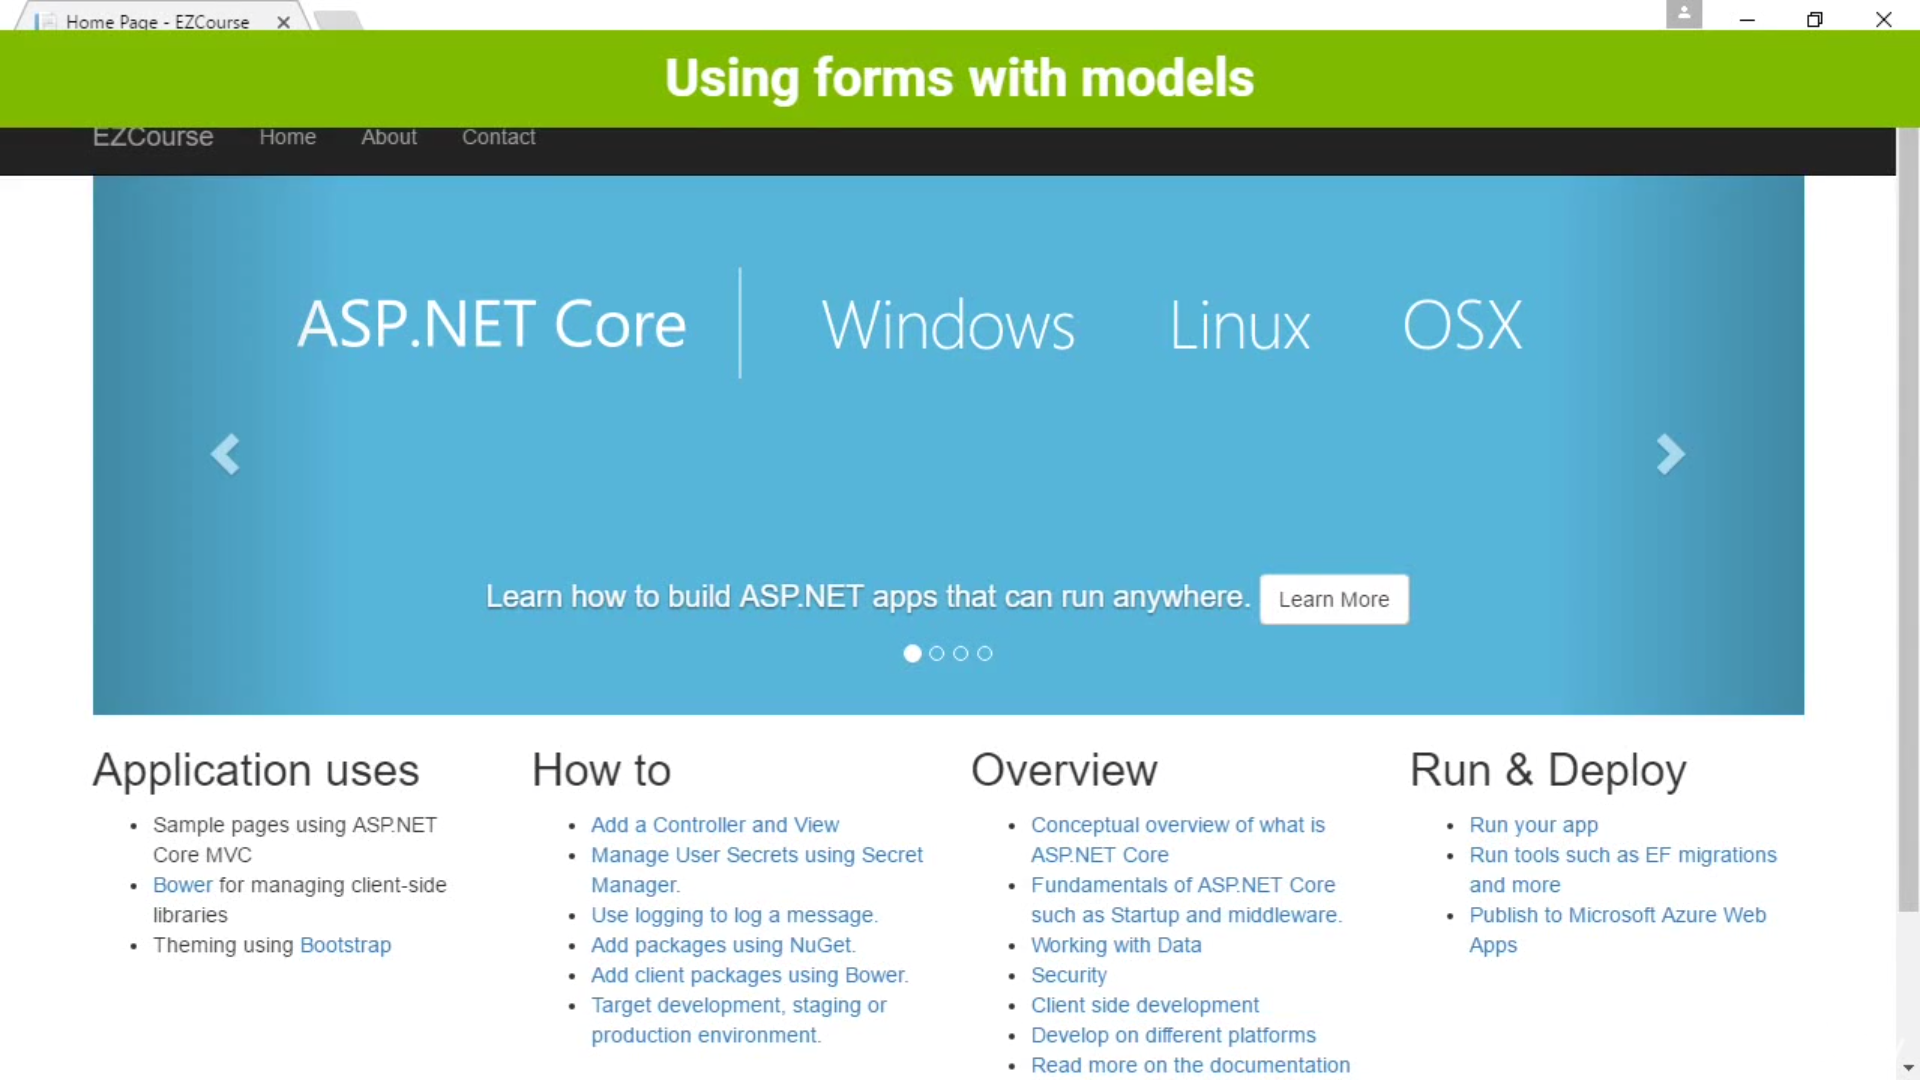 Home Page - EZCourse
Using forms with models
EZCourse Home About Contact
ASP.NET Core Windows Linux OSX
Learn how to build ASP.NET apps that can run anywhere. Learn More
Application uses
Sample pages using ASP.NET
Core MVC
Bower for managing client-side
libraries
Theming using Bootstrap
How to
Add a Controller and View
Manage User Secrets using Secret
Manager.
Use logging to log a message.
Add packages using NuGet.
Add client packages using Bower.
Target development, staging or
production environment.
Overview
Conceptual overview of what is
ASP.NET Core
Fundamentals of ASP.NET Core
such as Startup and middleware.
Working with Data
Security
Client side development
Develop on different platforms
Read more on the documentation
Run & Deploy
Run your app
Run tools such as EF migrations
and more
Publish to Microsoft Azure Web
Apps